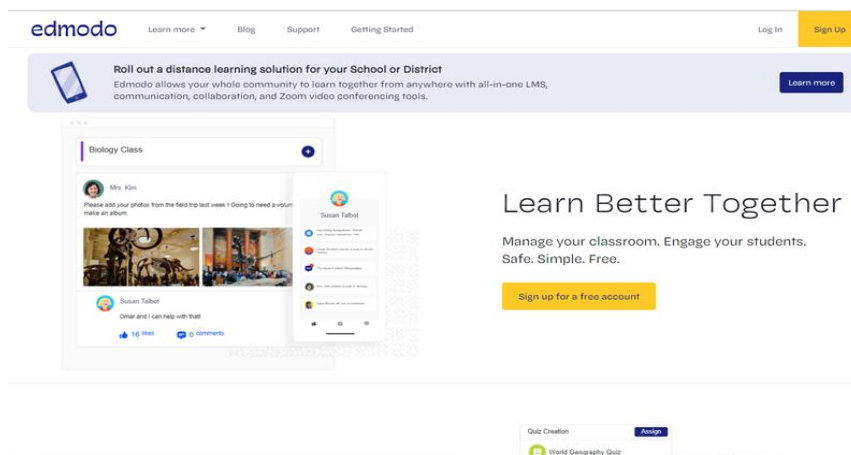 edmodo
Learn more
Blog
Support
Getting Started
Log In
Sign Up
Roll out a distance learning solution for your School or District
Edmodo allows your whole community to learn together from anywhere with all-in-one LMS,
communication, collaboration, and Zoom video conferencing tools.
Learn more
Biology Class
Mrs. Kim
Please add your photos from the field trip last week ! Going to need a
make an album.
Susan Talbot
Omar and I can help with that!
16 likes
0 comments
Susan Talbot
Learn Better Together
Manage your classroom. Engage your students.
Safe. Simple. Free.
Sign up for a free account
Quiz Creation
Assign
World Geography Quiz